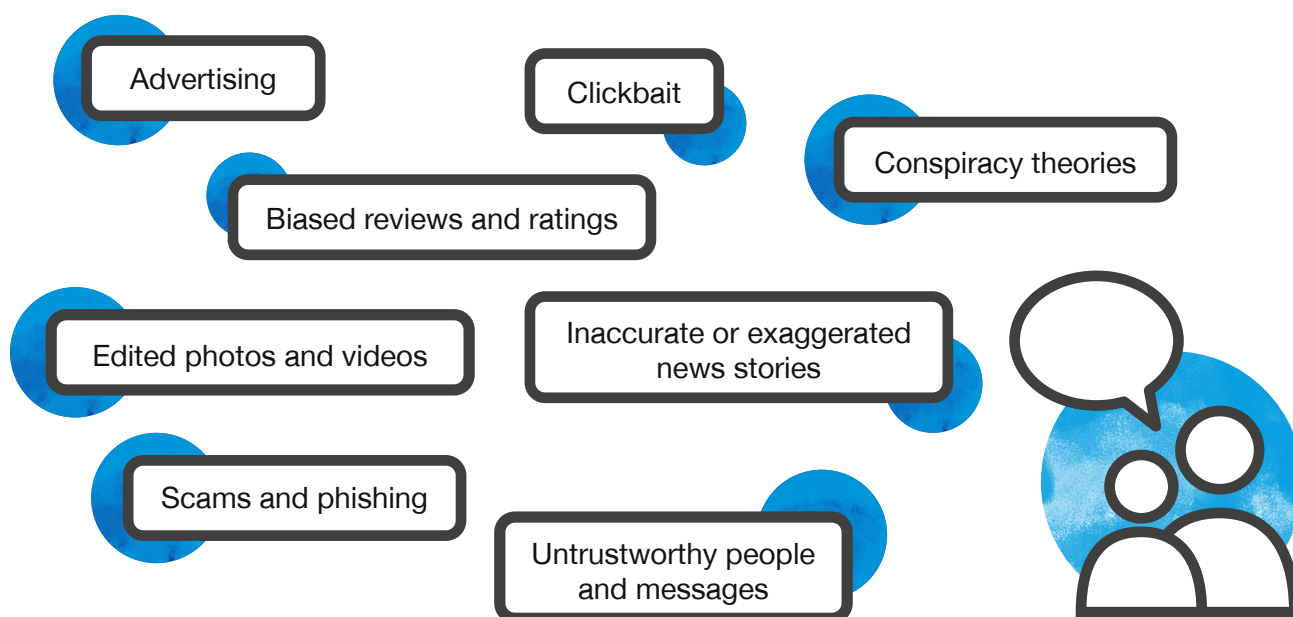 Advertising
Clickbait
Conspiracy theories
Biased reviews and ratings
Edited photos and videos
Inaccurate or exaggerated
news stories
Scams and phishing
Untrustworthy people
and messages